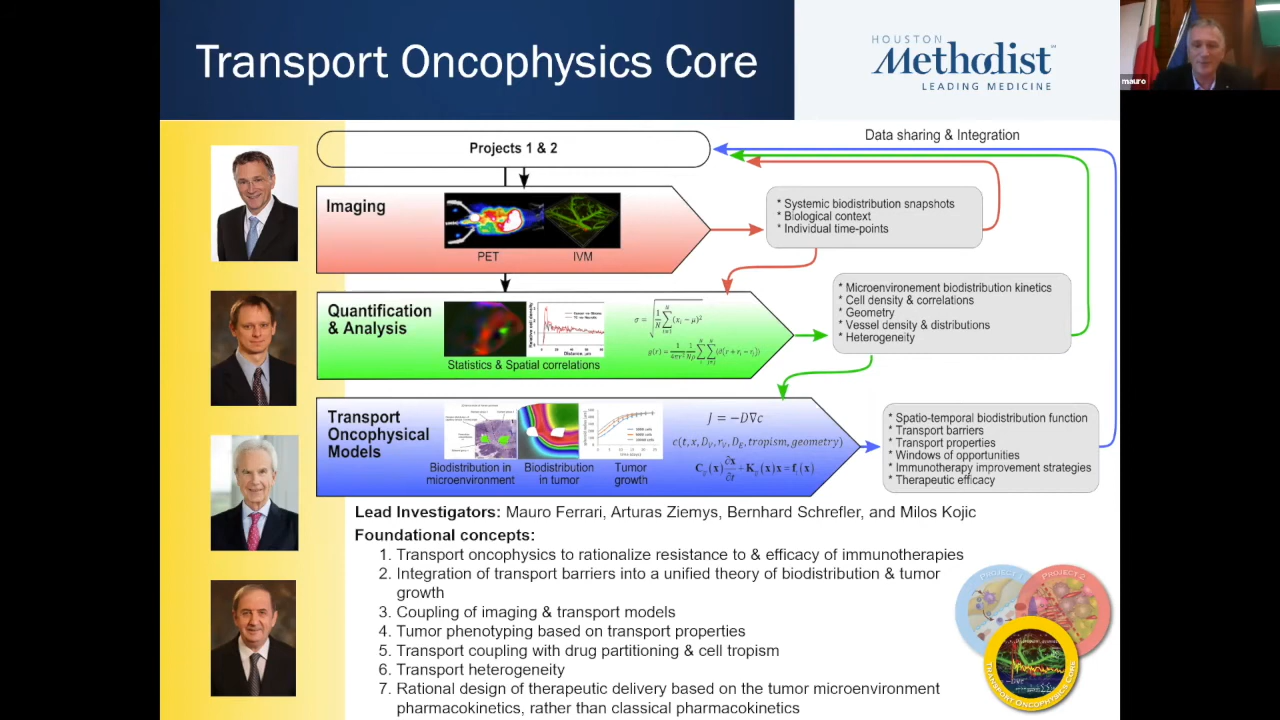 Transport Oncophysics Core
HOUSTON
Methodist
LEADING MEDICINE
mauro
Data sharing & Integration
Projects 1 & 2
Imaging
PET
IVM
* Systemic biodistribution snapshots
* Biological context
* Individual time-points
Quantification
& Analysis
Distance, μm
Statistics & Spatial correlations
* Microenvironement biodistribution kinetics
* Cell density & correlations
* Geometry
* Vessel density & distributions
* Heterogeneity
Transport
Oncophysical
Models
Biodistribution in
microenvironment
Biodistribution
in tumor
Tumor
growth
J = −D∇c
* Spatio-temporal biodistribution function
* Transport barriers
* Transport properties
* Windows of opportunities
* Immunotherapy improvement strategies
* Therapeutic efficacy
Lead Investigators: Mauro Ferrari, Arturas Ziemys, Bernhard Schrefler, and Milos Kojic
Foundational concepts:
1. Transport oncophysics to rationalize resistance to & efficacy of immunotherapies
2. Integration of transport barriers into a unified theory of biodistribution & tumor
growth
3. Coupling of imaging & transport models
4. Tumor phenotyping based on transport properties
5. Transport coupling with drug partitioning & cell tropism
6. Transport heterogeneity
7. Rational design of therapeutic delivery based on the tumor microenvironment
pharmacokinetics, rather than classical pharmacokinetics
PROJECT 1
PROJECT 2
TRANSPORT ONCOPHYSICS CORE